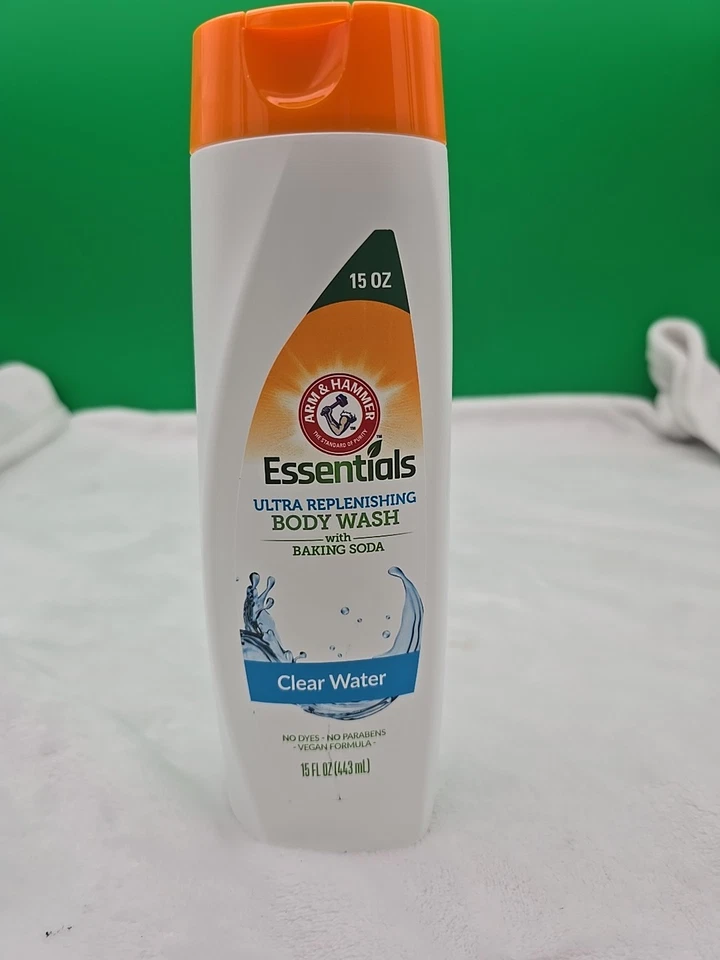 15 OZ
ARM & HAMMER
THE STANDARD OF PURITY
Essentials
ULTRA REPLENISHING
BODY WASH
with
BAKING SODA
Clear Water
NO DYES - NO PARABENS
- VEGAN FORMULA -
15 FL OZ (443 mL)